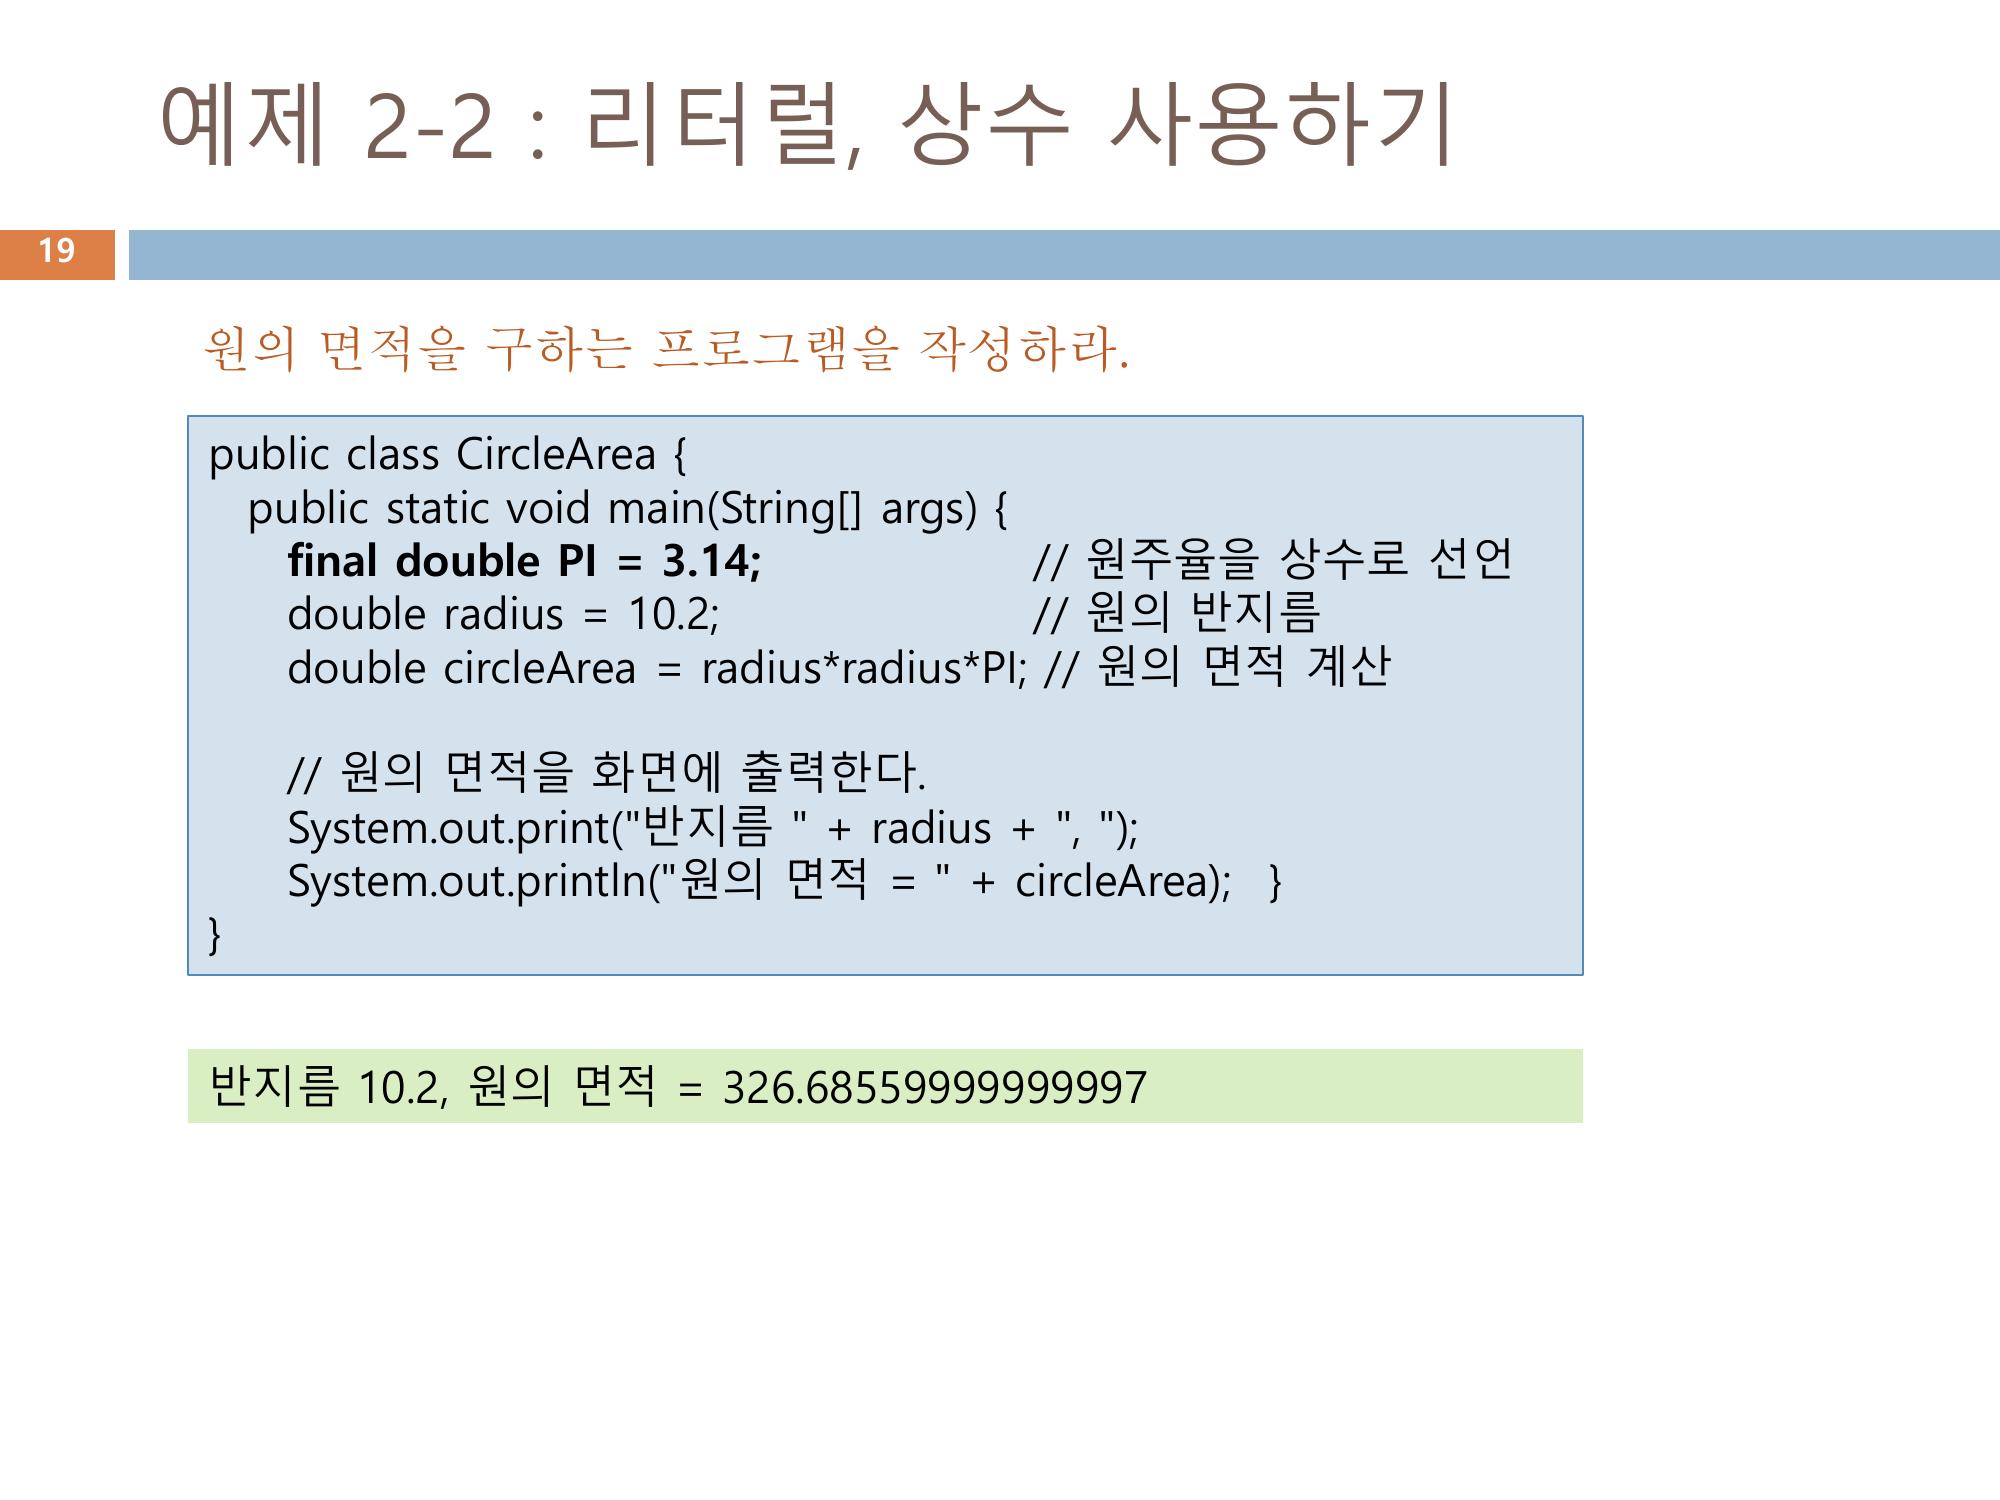 예제 2-2 : 리터럴, 상수 사용하기
19
원의 면적을 구하는 프로그램을 작성하라.
public class CircleArea {
public static void main(String[] args) {
final double PI = 3.14; // 원주율을 상수로 선언
double radius = 10.2; // 원의 반지름
double circleArea = radius*radius*PI; // 원의 면적 계산
// 원의 면적을 화면에 출력한다.
System.out.print("반지름 " + radius + ", ");
System.out.println("원의 면적 = " + circleArea); }
}
반지름 10.2, 원의 면적 = 326.68559999999997